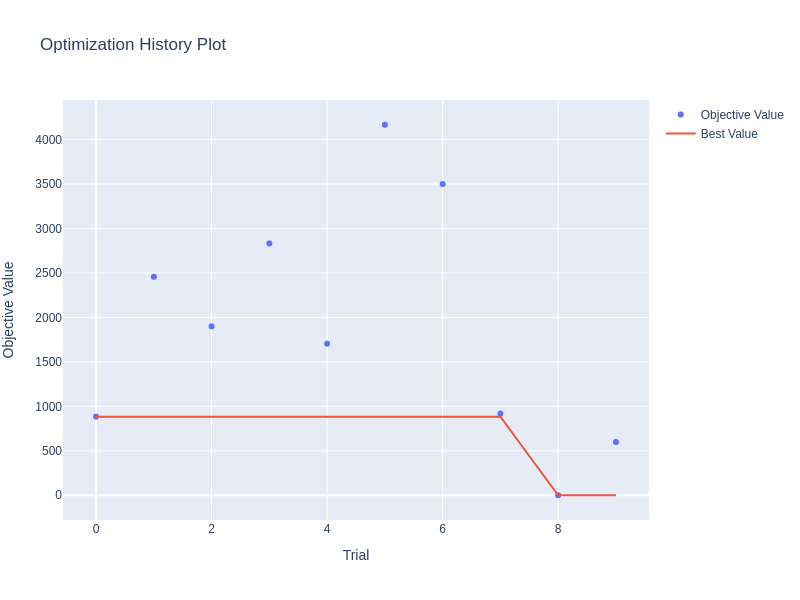 Optimization History Plot
Objective Value
Best Value
4000
3500
3000
2500
2000
1500
1000
500
0
Objective Value
0 2 4 6 8
Trial